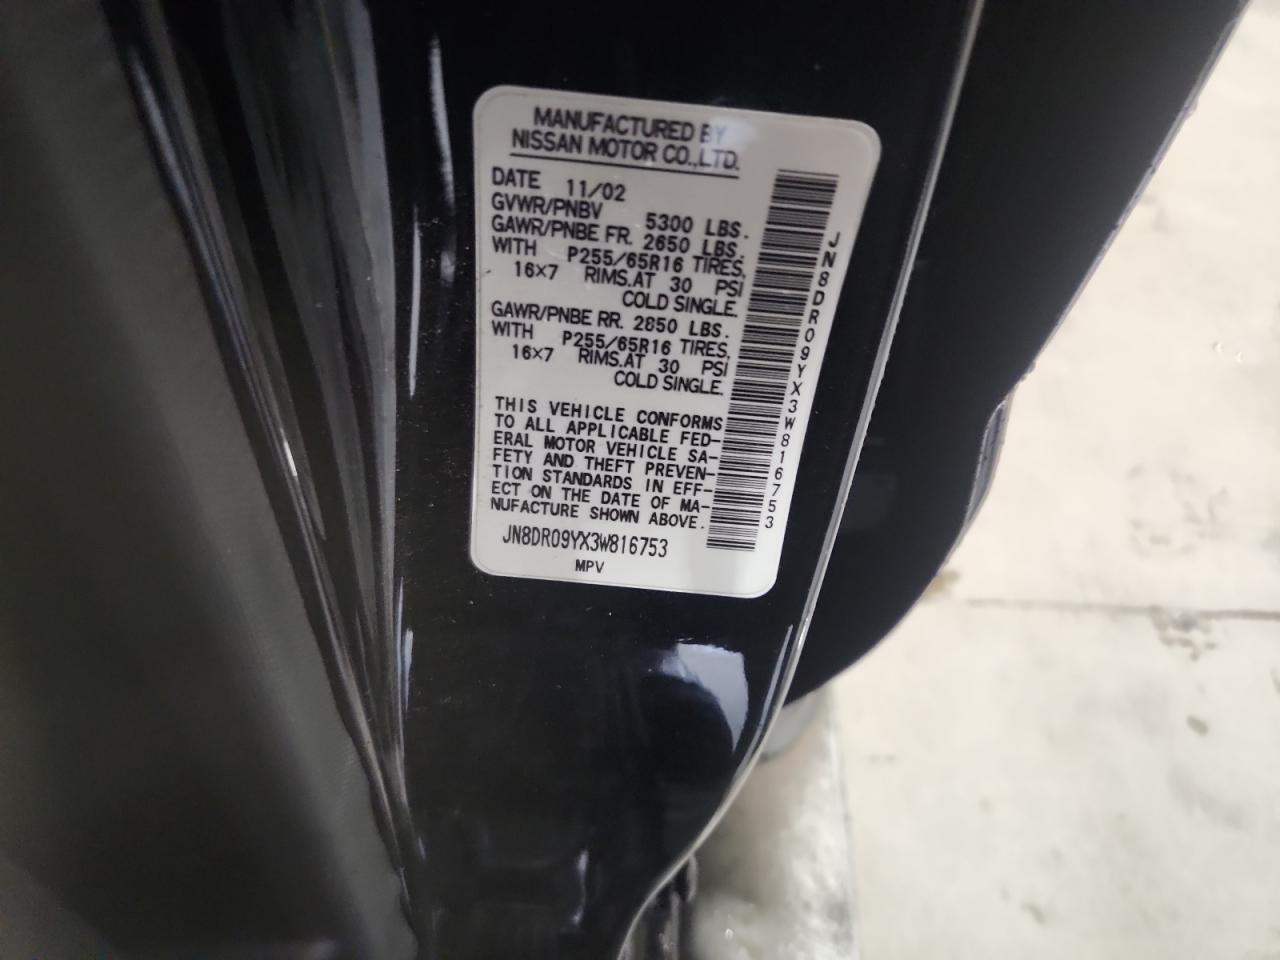 MANUFACTURED BY
NISSAN MOTOR CO.,LTD.
DATE 11/02
GVWR/PNBV 5300 LBS.
GAWR/PNBE FR. 2650 LBS.
WITH P255/65R16 TIRES,
16×7 RIMS.AT 30 PSI
COLD SINGLE.
GAWR/PNBE RR. 2850 LBS.
WITH P255/65R16 TIRES,
16×7 RIMS.AT 30 PSI
COLD SINGLE.
THIS VEHICLE CONFORMS
TO ALL APPLICABLE FED-
ERAL MOTOR VEHICLE SA-
FETY AND THEFT PREVEN-
TION STANDARDS IN EFF-
ECT ON THE DATE OF MA-
NUFACTURE SHOWN ABOVE.
JN8DR09YX3W816753
MPV
JN8DR09YX3W816753